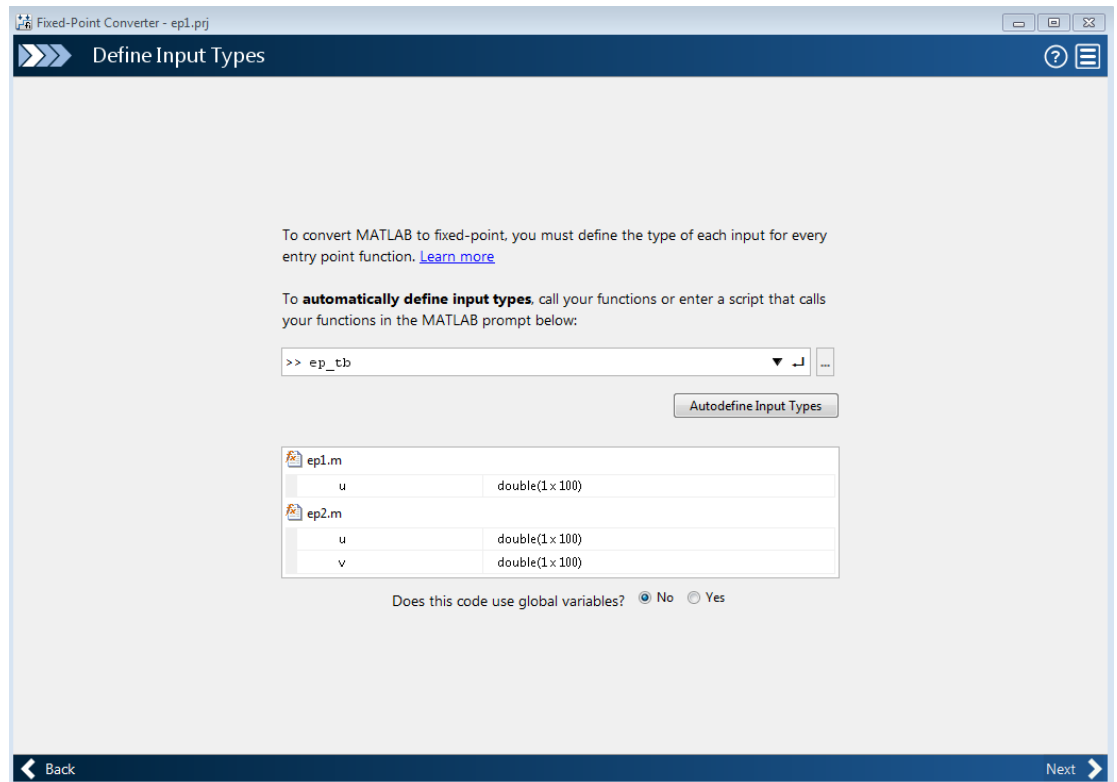 Fixed-Point Converter - ep1.prj
Define Input Types
To convert MATLAB to fixed-point, you must define the type of each input for every
entry point function. Learn more
To automatically define input types, call your functions or enter a script that calls
your functions in the MATLAB prompt below:
>> ep_tb
...
Autodefine Input Types
ep1.m
u double(1 x 100)
ep2.m
u double(1 x 100)
v double(1 x 100)
Does this code use global variables? No Yes
Back Next